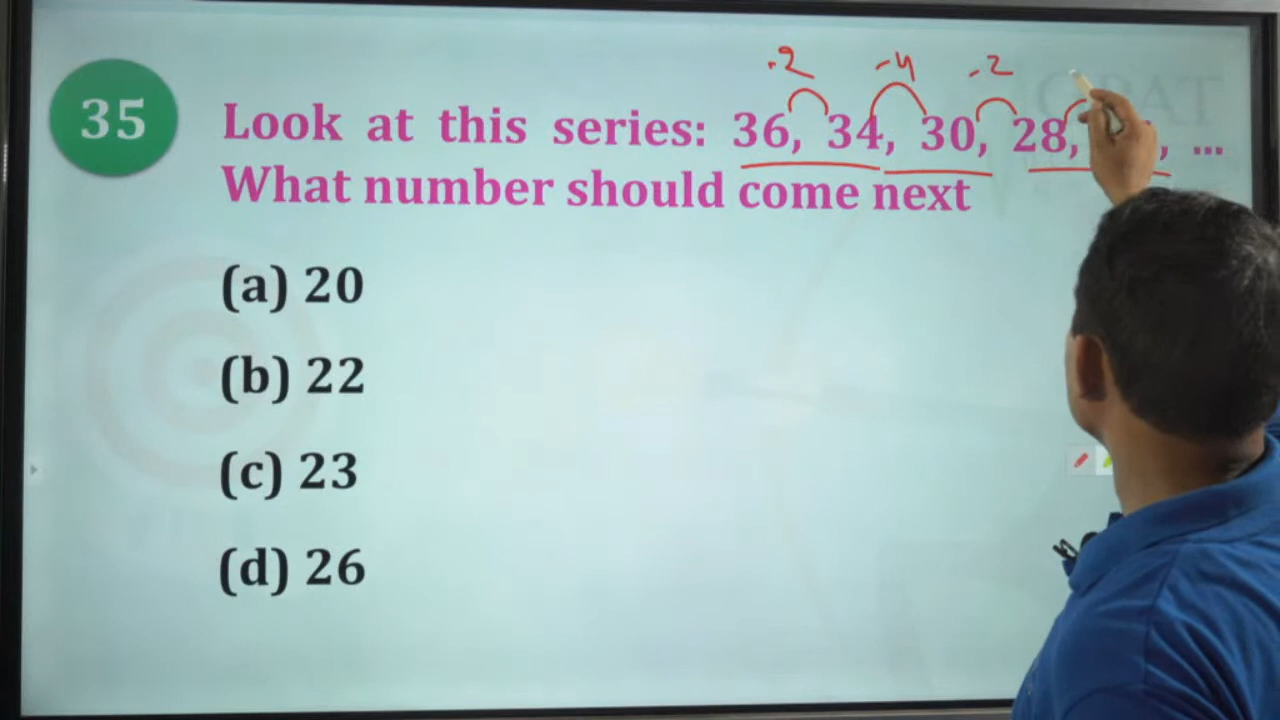 -2 -4 -2
35 Look at this series: 36, 34, 30, 28, , ...
What number should come next
(a) 20
(b) 22
(c) 23
(d) 26